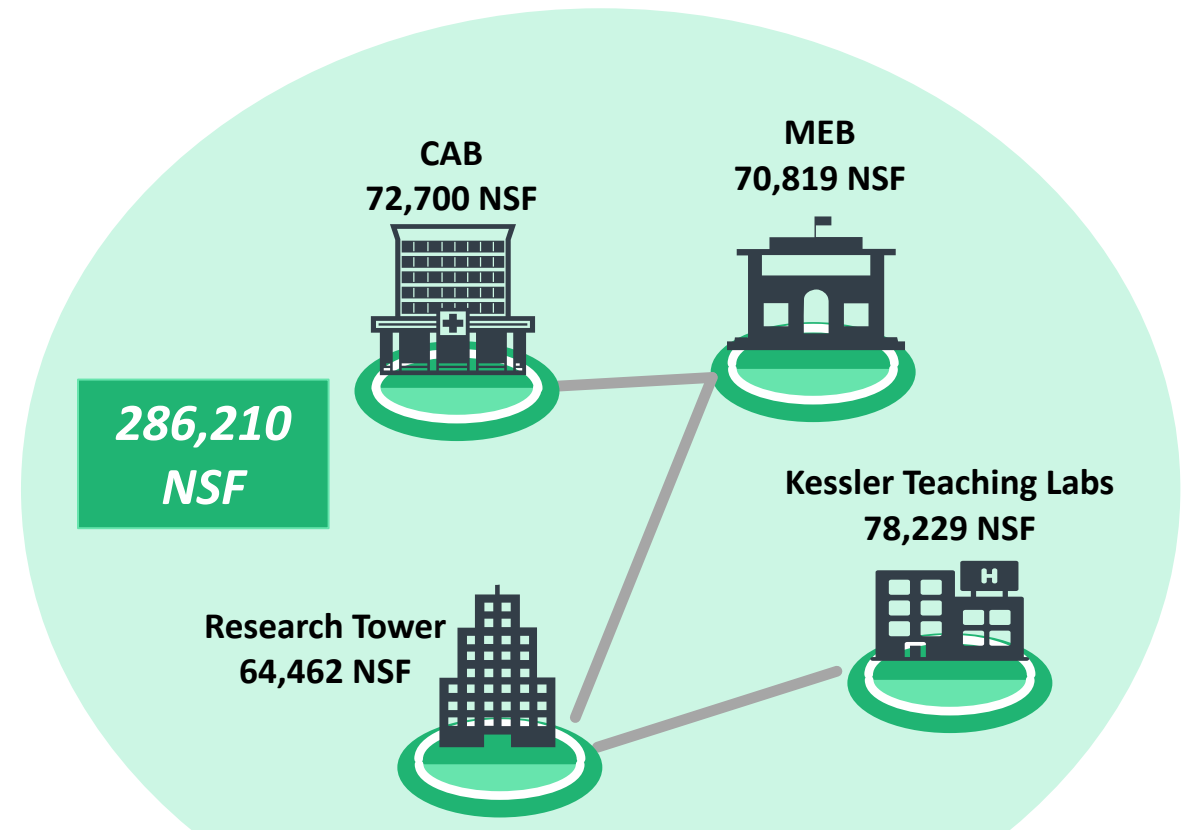 CAB
72,700 NSF
MEB
70,819 NSF
286,210
NSF
Kessler Teaching Labs
78,229 NSF
H
Research Tower
64,462 NSF